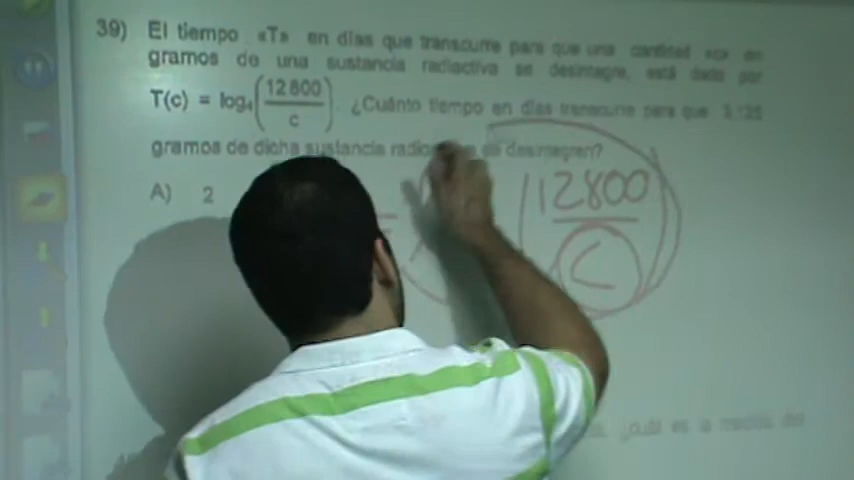 39) El tiempo «T» en días que transcurre para que una cantidad «c» en
gramos de una sustancia radiactiva se desintegre, está dado por
T(c) = log₄(12 800 / c) ¿Cuánto tiempo en días transcurre para que 3,125
gramos de dicha sustancia se desintegren?
A) 2
12800
C
¿cuál es la medida del